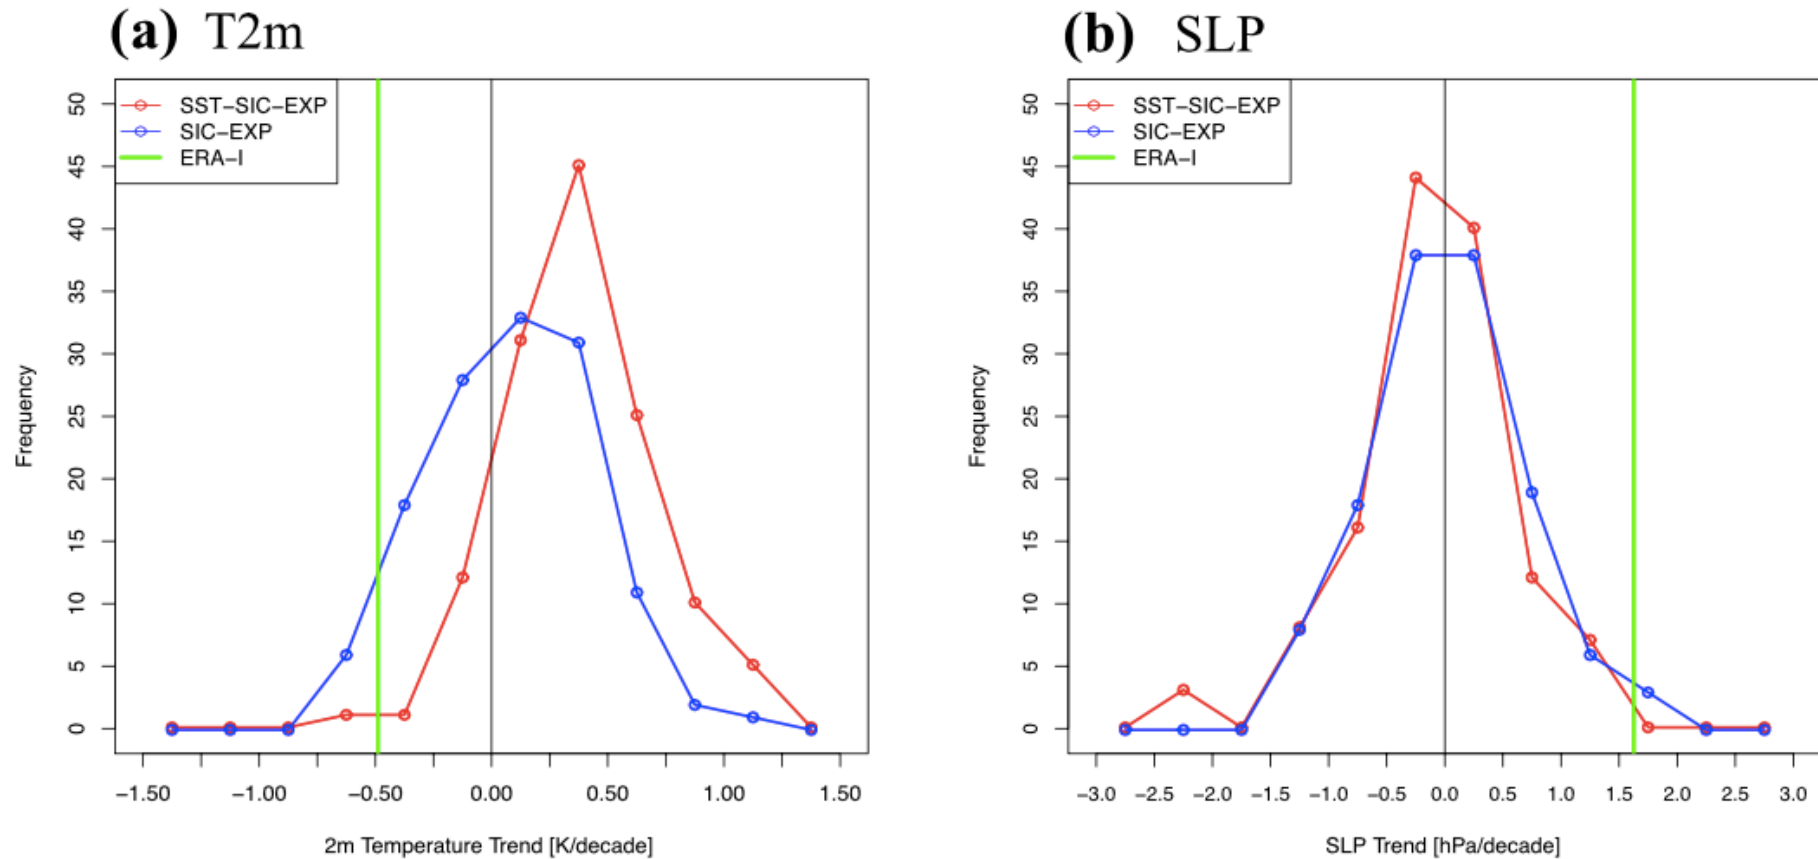 (a) T2m
SST−SIC−EXP
SIC−EXP
ERA−I
50
45
40
35
30
25
20
15
10
5
0
Frequency
−1.50 −1.00 −0.50 0.00 0.50 1.00 1.50
2m Temperature Trend [K/decade]
(b) SLP
SST−SIC−EXP
SIC−EXP
ERA−I
50
45
40
35
30
25
20
15
10
5
0
Frequency
−3.0 −2.5 −2.0 −1.5 −1.0 −0.5 0.0 0.5 1.0 1.5 2.0 2.5 3.0
SLP Trend [hPa/decade]